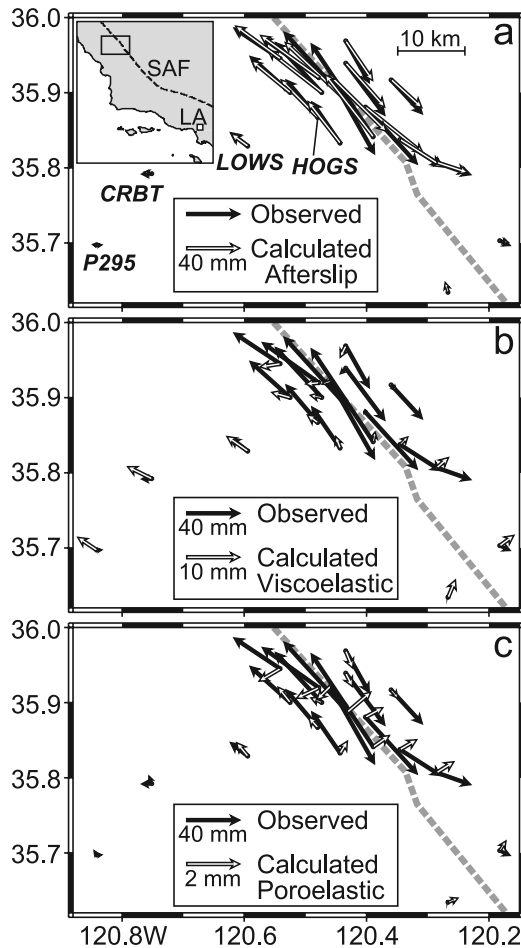 36.0
a
10 km
SAF
LA
35.9
35.8
LOWS
HOGS
CRBT
35.7
P295
Observed
Calculated
40 mm
Afterslip
36.0
b
35.9
35.8
35.7
Observed
40 mm
Calculated
10 mm
Viscoelastic
36.0
c
35.9
35.8
35.7
Observed
40 mm
Calculated
2 mm
Poroelastic
120.8W
120.6
120.4
120.2